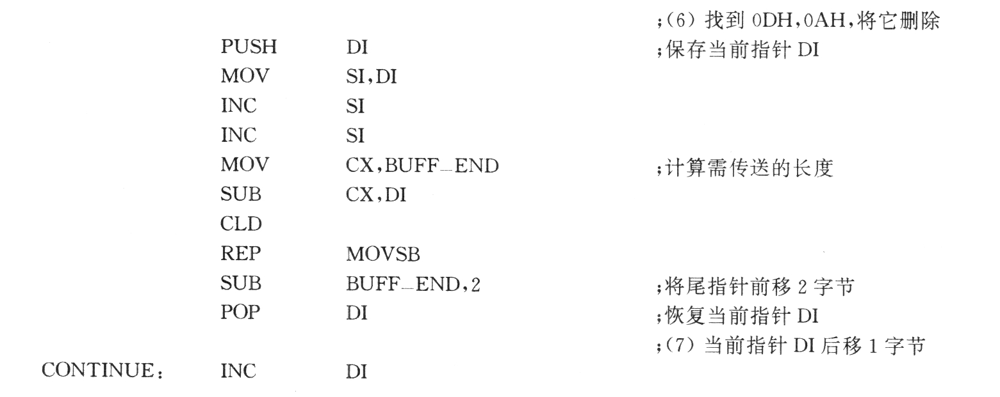 ;(6) 找到 0DH,0AH,将它删除
PUSH DI ;保存当前指针 DI
MOV SI,DI
INC SI
INC SI
MOV CX,BUFF_END ;计算需传送的长度
SUB CX,DI
CLD
REP MOVSB
SUB BUFF_END,2 ;将尾指针前移 2 字节
POP DI ;恢复当前指针 DI
;(7) 当前指针 DI 后移 1 字节
CONTINUE: INC DI